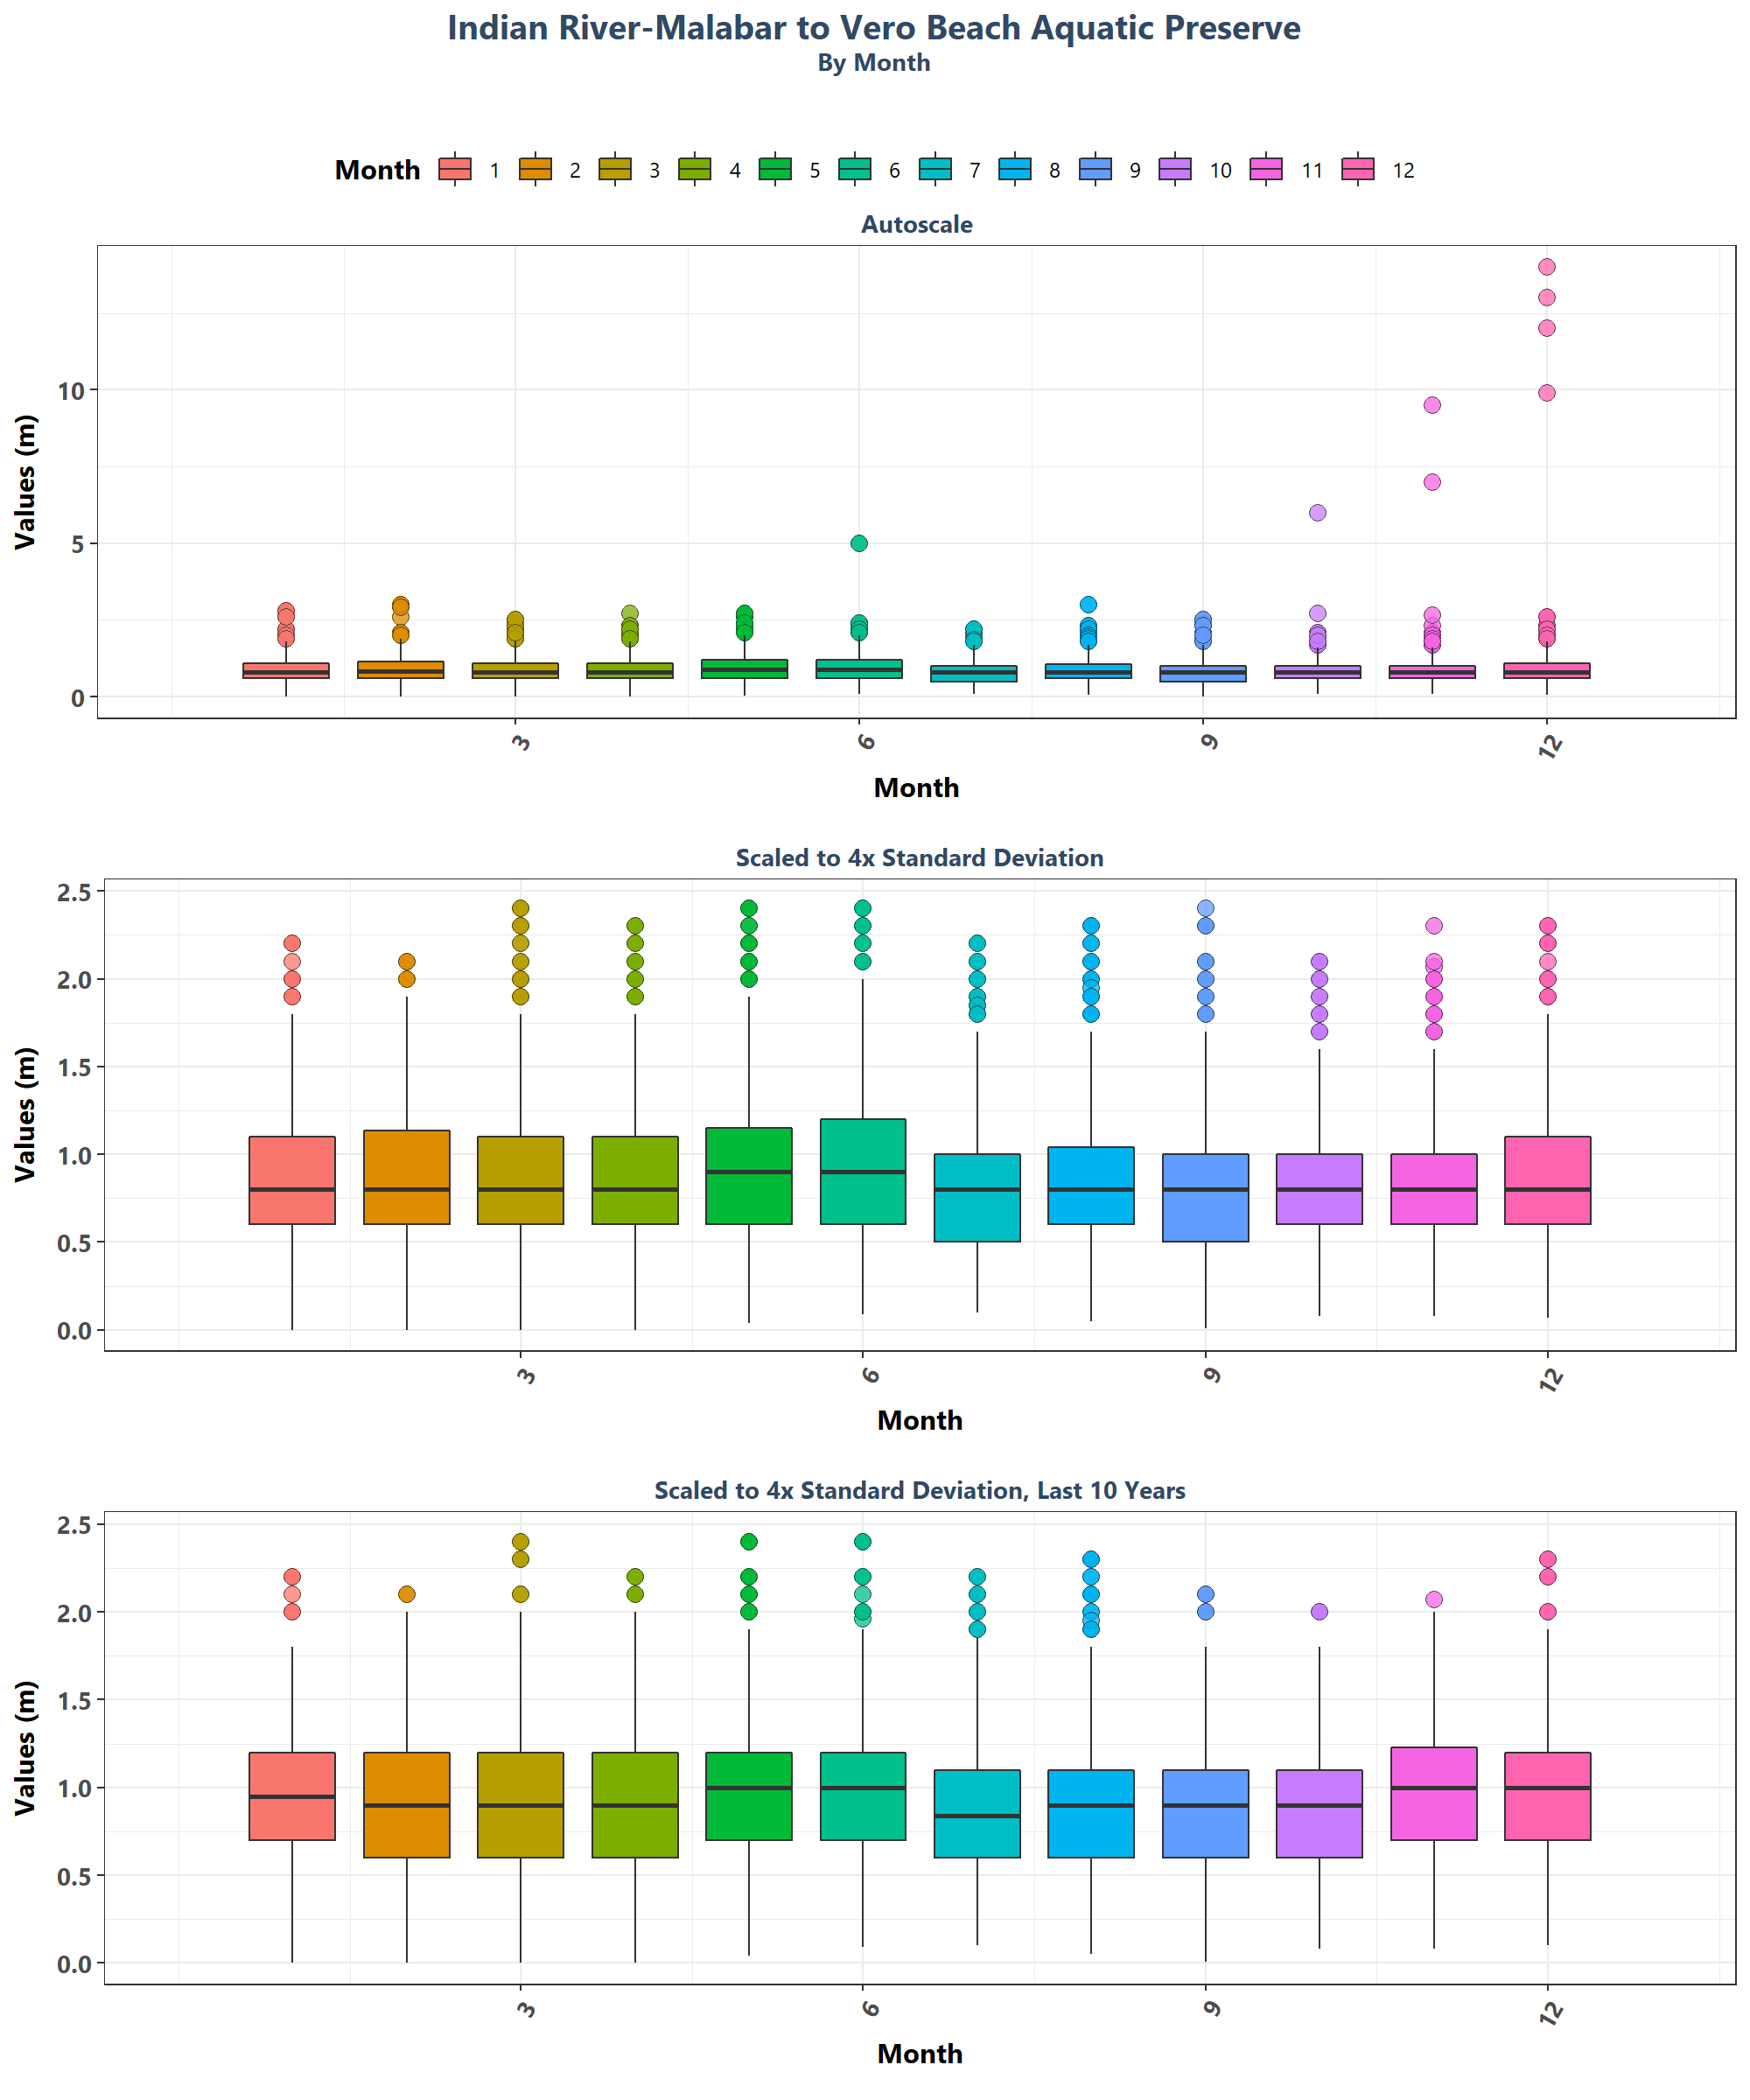 Indian River-Malabar to Vero Beach Aquatic Preserve
By Month
Month 1 2 3 4 5 6 7 8 9 10 11 12
Autoscale
Values (m)
10
5
0
3 6 9 12
Month
Scaled to 4x Standard Deviation
Values (m)
2.5
2.0
1.5
1.0
0.5
0.0
3 6 9 12
Month
Scaled to 4x Standard Deviation, Last 10 Years
Values (m)
2.5
2.0
1.5
1.0
0.5
0.0
3 6 9 12
Month